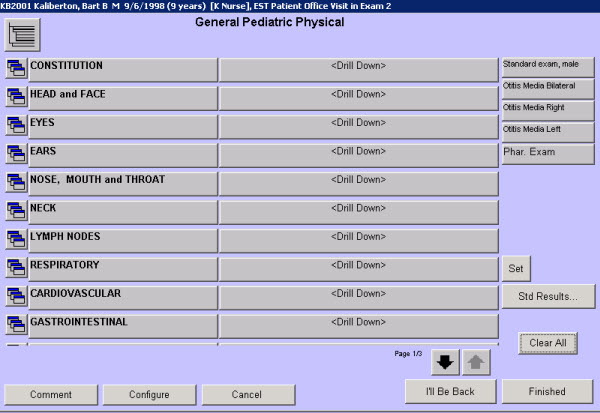 KB2001 Kaliberton, Bart B M 9/6/1998 (9 years) [K Nurse], EST Patient Office Visit in Exam 2
General Pediatric Physical
CONSTITUTION <Drill Down> Standard exam, male
HEAD and FACE <Drill Down> Otitis Media Bilateral
Otitis Media Right
EYES <Drill Down> Otitis Media Left
EARS <Drill Down> Phar. Exam
NOSE, MOUTH and THROAT <Drill Down>
NECK <Drill Down>
LYMPH NODES <Drill Down>
RESPIRATORY <Drill Down> Set
CARDIOVASCULAR <Drill Down> Std Results...
GASTROINTESTINAL <Drill Down>
Clear All
Page 1/3
Comment Configure Cancel I'll Be Back Finished